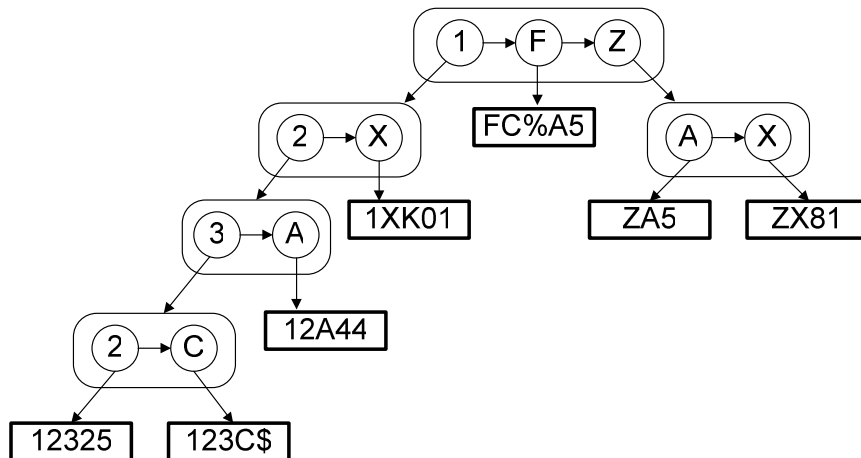 1 F Z
2 X
FC%A5
A X
1XK01
ZA5
ZX81
3 A
12A44
2 C
12325
123C$